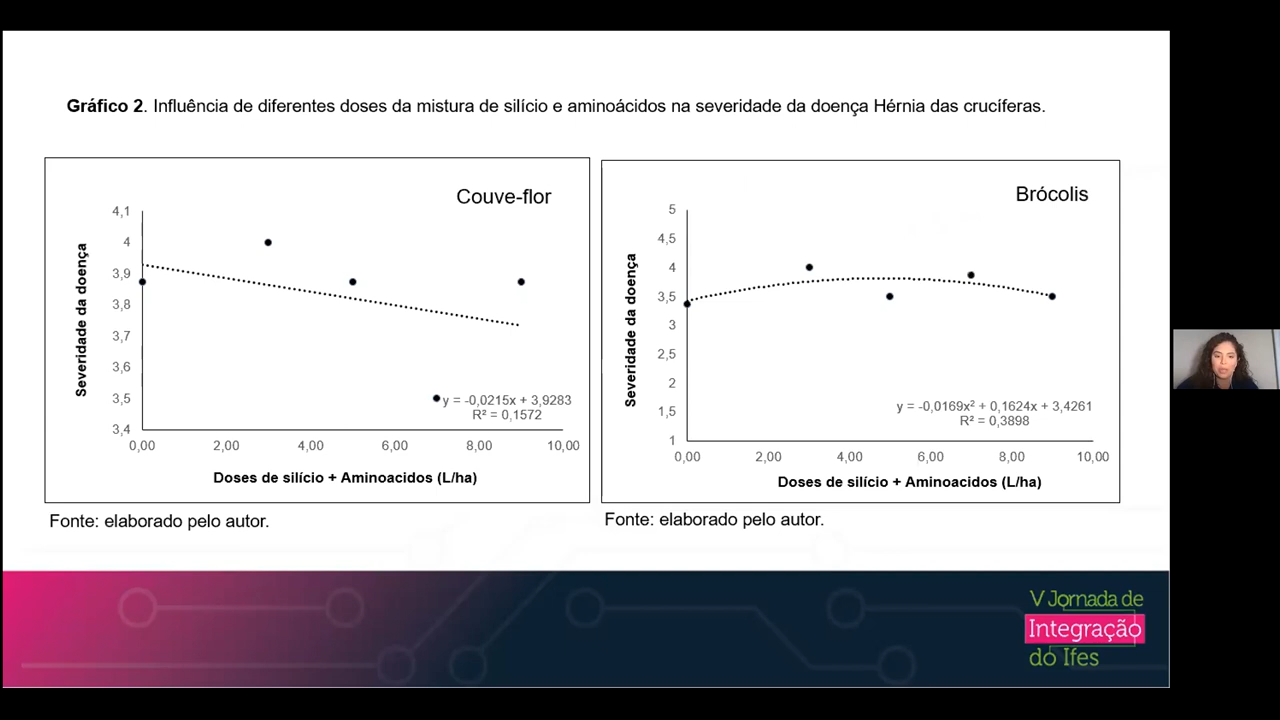 Gráfico 2. Influência de diferentes doses da mistura de silício e aminoácidos na severidade da doença Hérnia das crucíferas.
Couve-flor
4,1
4
3,9
3,8
3,7
3,6
3,5
3,4
Severidade da doença
y = -0,0215x + 3,9283
R² = 0,1572
0,00 2,00 4,00 6,00 8,00 10,00
Doses de silício + Aminoacidos (L/ha)
Fonte: elaborado pelo autor.
Brócolis
5
4,5
4
3,5
3
2,5
2
1,5
1
Severidade da doença
y = -0,0169x² + 0,1624x + 3,4261
R² = 0,3898
0,00 2,00 4,00 6,00 8,00 10,00
Doses de silício + Aminoacidos (L/ha)
Fonte: elaborado pelo autor.
V Jornada de
Integração
do Ifes